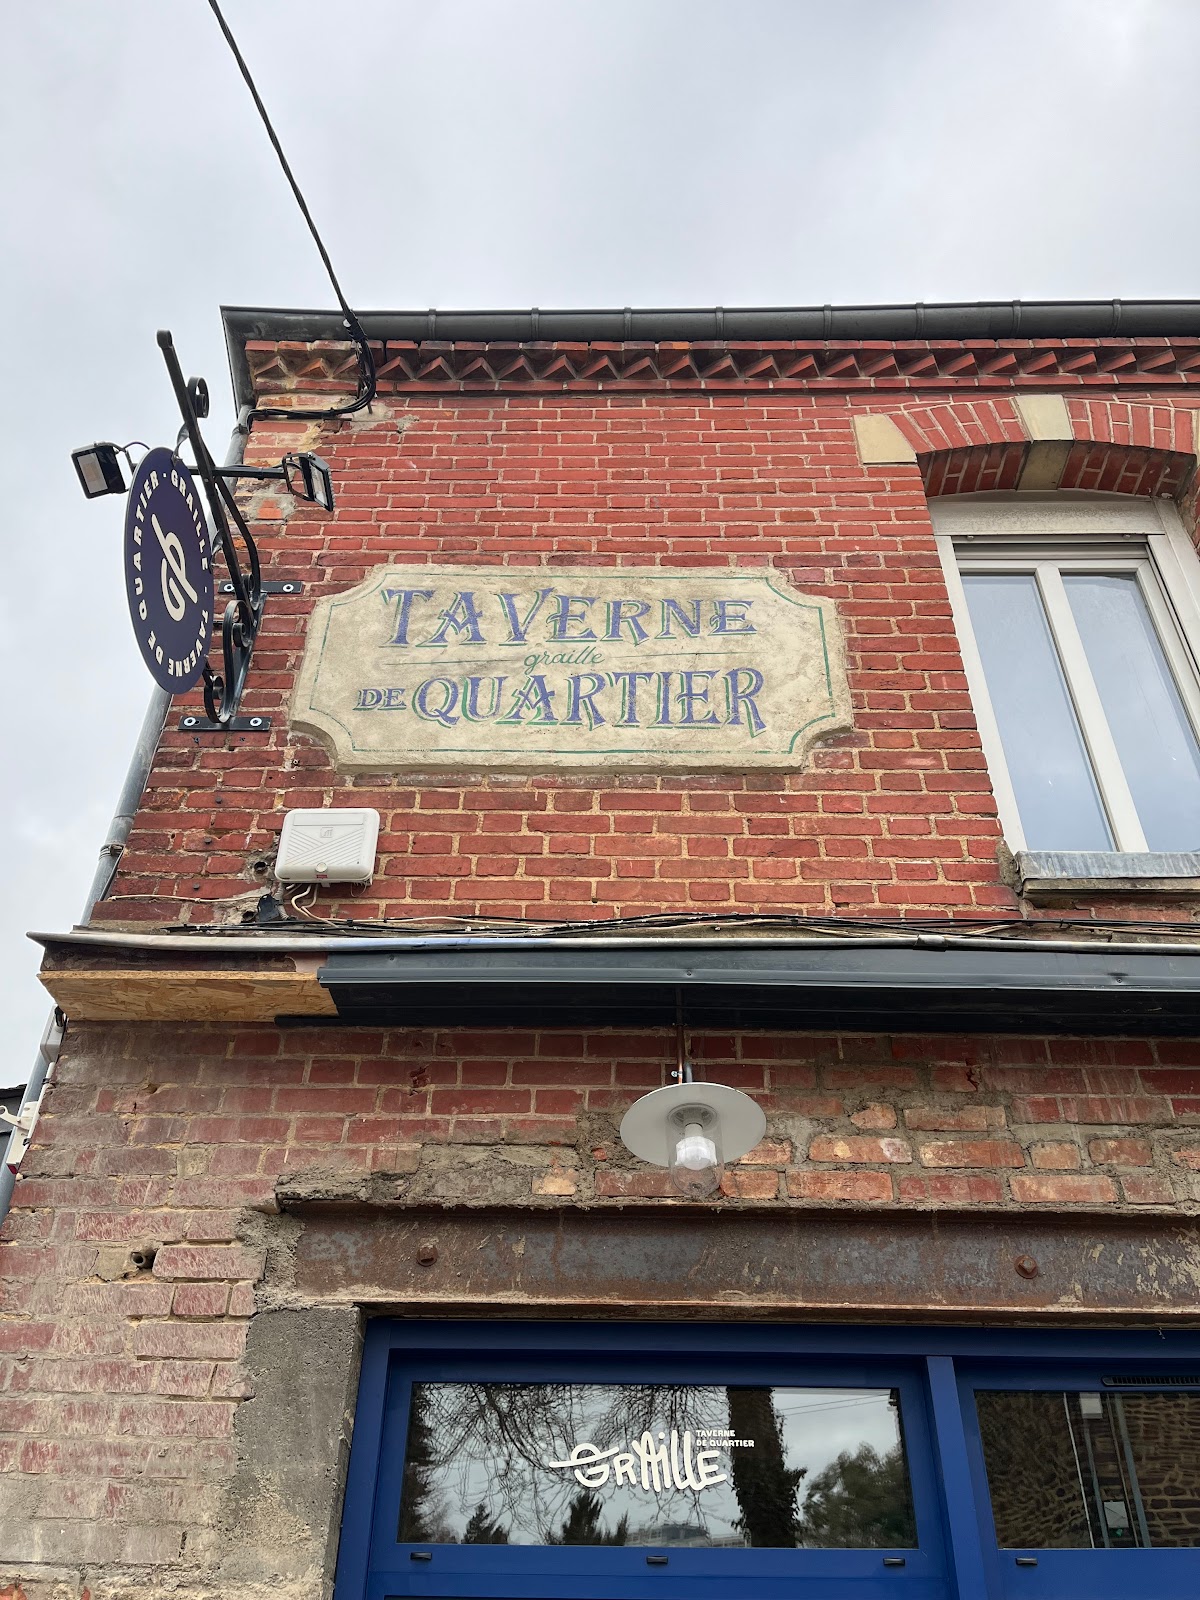 TAVERNE DE QUARTIER · GRAILLE ·
TAVERNE
graille
DE QUARTIER
GRAillE
TAVERNE
DE QUARTIER